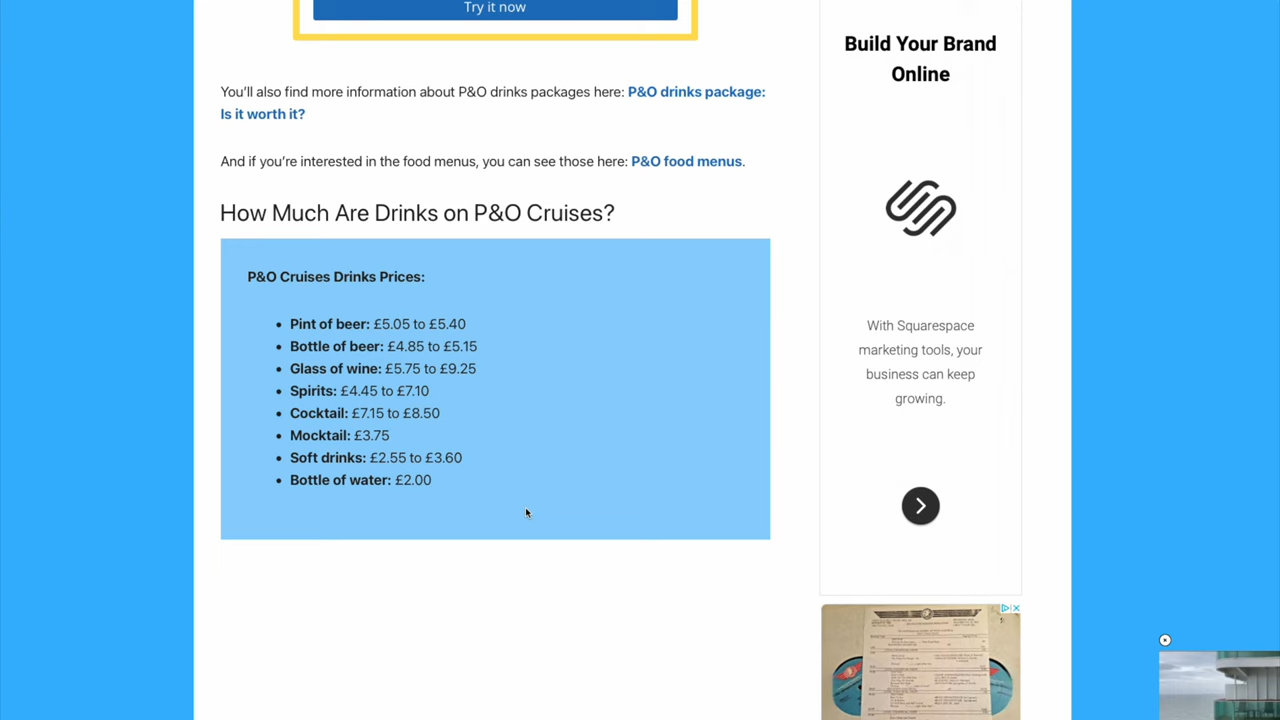 Try it now
You'll also find more information about P&O drinks packages here: P&O drinks package:
Is it worth it?
And if you're interested in the food menus, you can see those here: P&O food menus.
How Much Are Drinks on P&O Cruises?
P&O Cruises Drinks Prices:
• Pint of beer: £5.05 to £5.40
• Bottle of beer: £4.85 to £5.15
• Glass of wine: £5.75 to £9.25
• Spirits: £4.45 to £7.10
• Cocktail: £7.15 to £8.50
• Mocktail: £3.75
• Soft drinks: £2.55 to £3.60
• Bottle of water: £2.00
Build Your Brand
Online
With Squarespace
marketing tools, your
business can keep
growing.